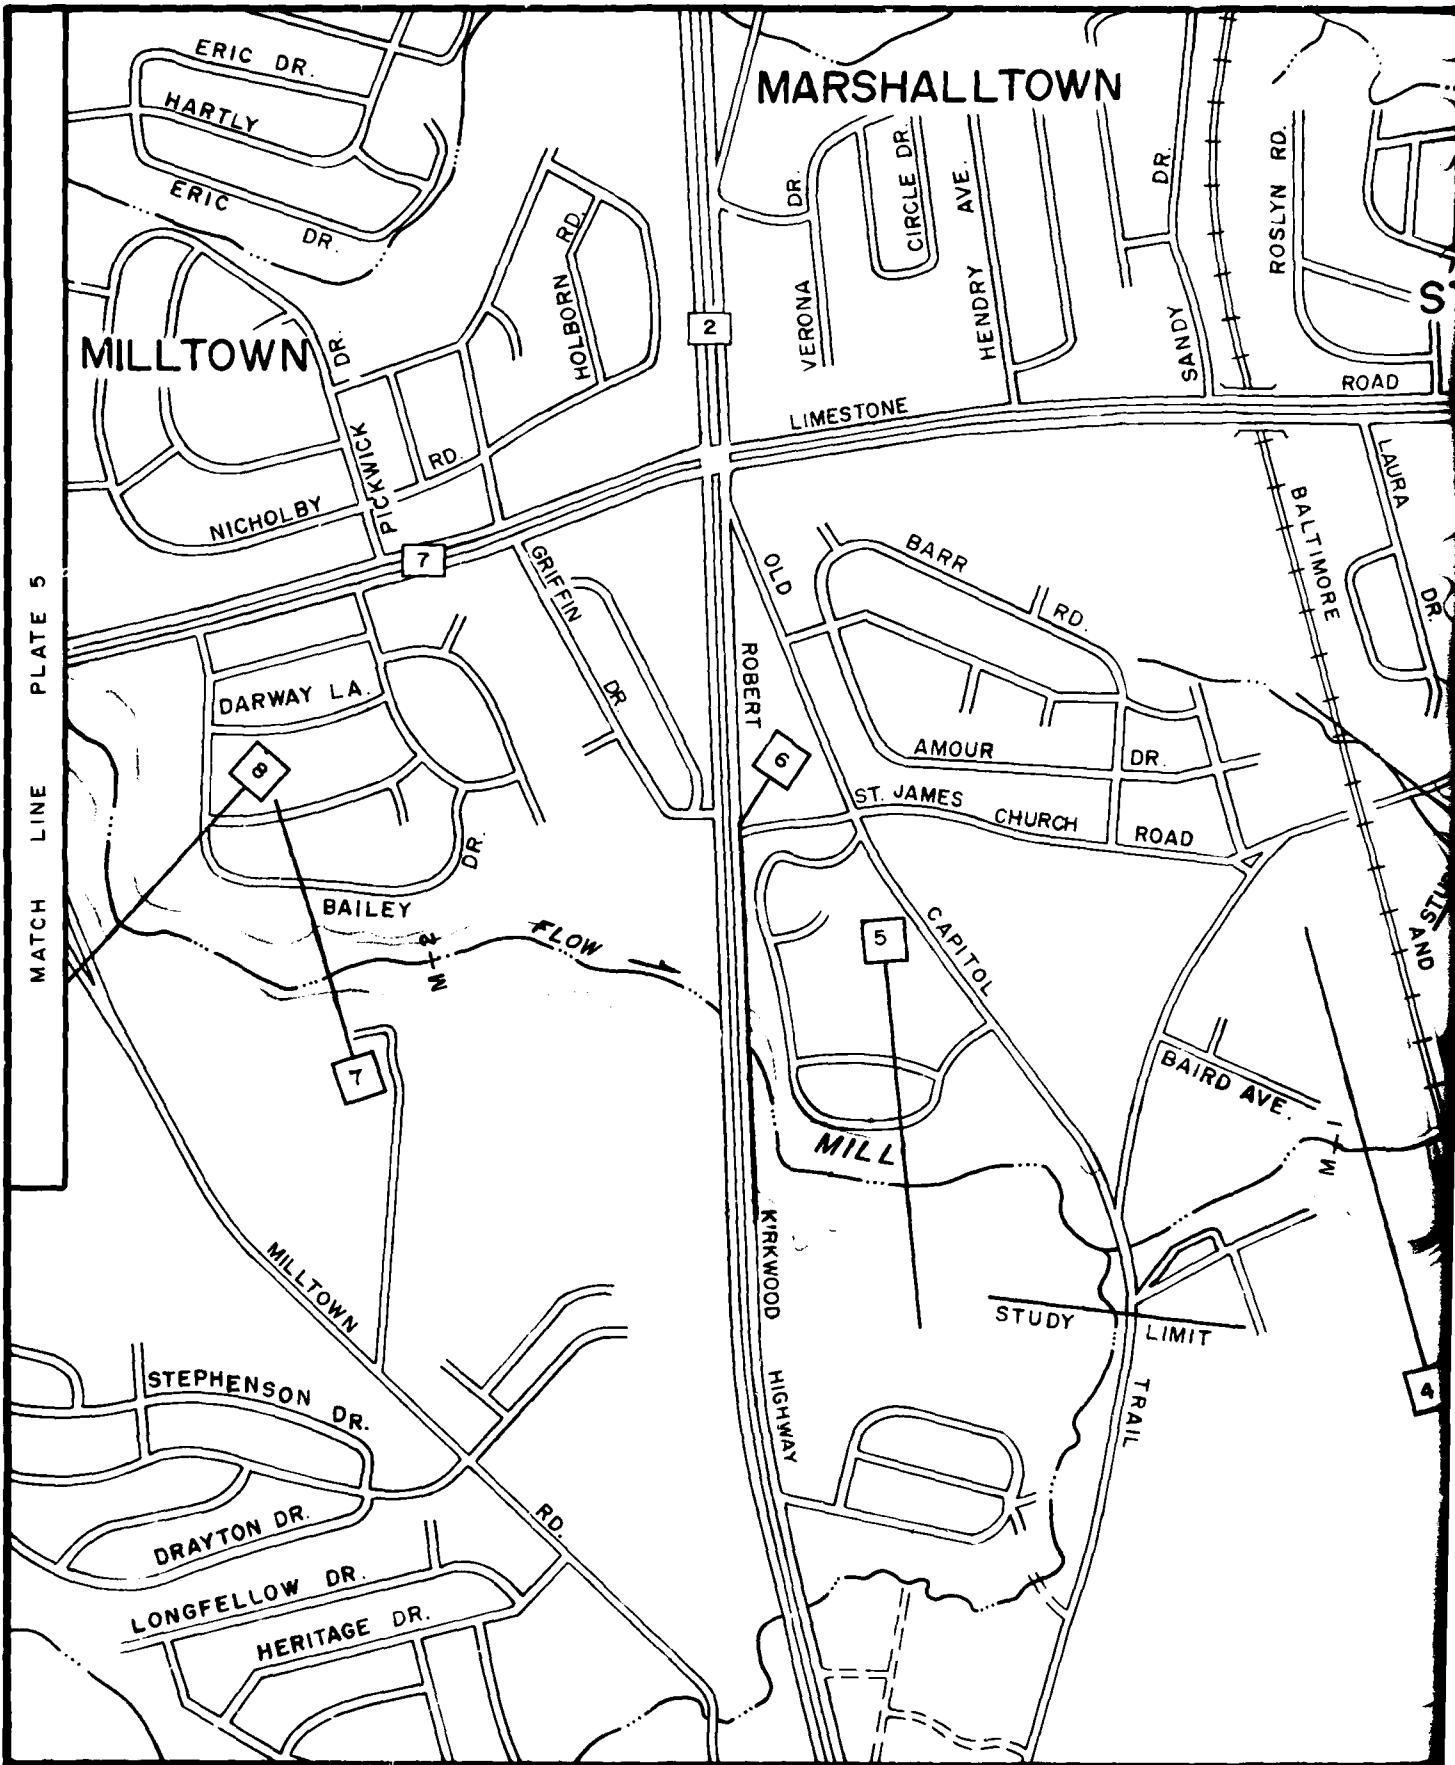 MARSHALLTOWN
ERIC DR.
HARTLY
ERIC DR.
MILLTOWN
PICKWICK DR.
HOLBORN RD.
NICHOLBY RD.
2
VERONA DR.
CIRCLE DR.
HENDRY AVE.
SANDY DR.
ROSLYN RD.
S
LIMESTONE ROAD
7
LAURA DR.
BALTIMORE AND
GRIFFIN DR.
OLD CAPITOL TRAIL
BARR RD.
ROBERT KIRKWOOD HIGHWAY
MATCH LINE PLATE 5
DARWAY LA.
8
6
AMOUR DR.
ST. JAMES CHURCH ROAD
BAILEY DR.
M-2
FLOW
5
7
BAIRD AVE.
MILL
M-1
MILLTOWN RD.
STUDY LIMIT
4
STEPHENSON DR.
DRAYTON DR.
LONGFELLOW DR.
HERITAGE DR.